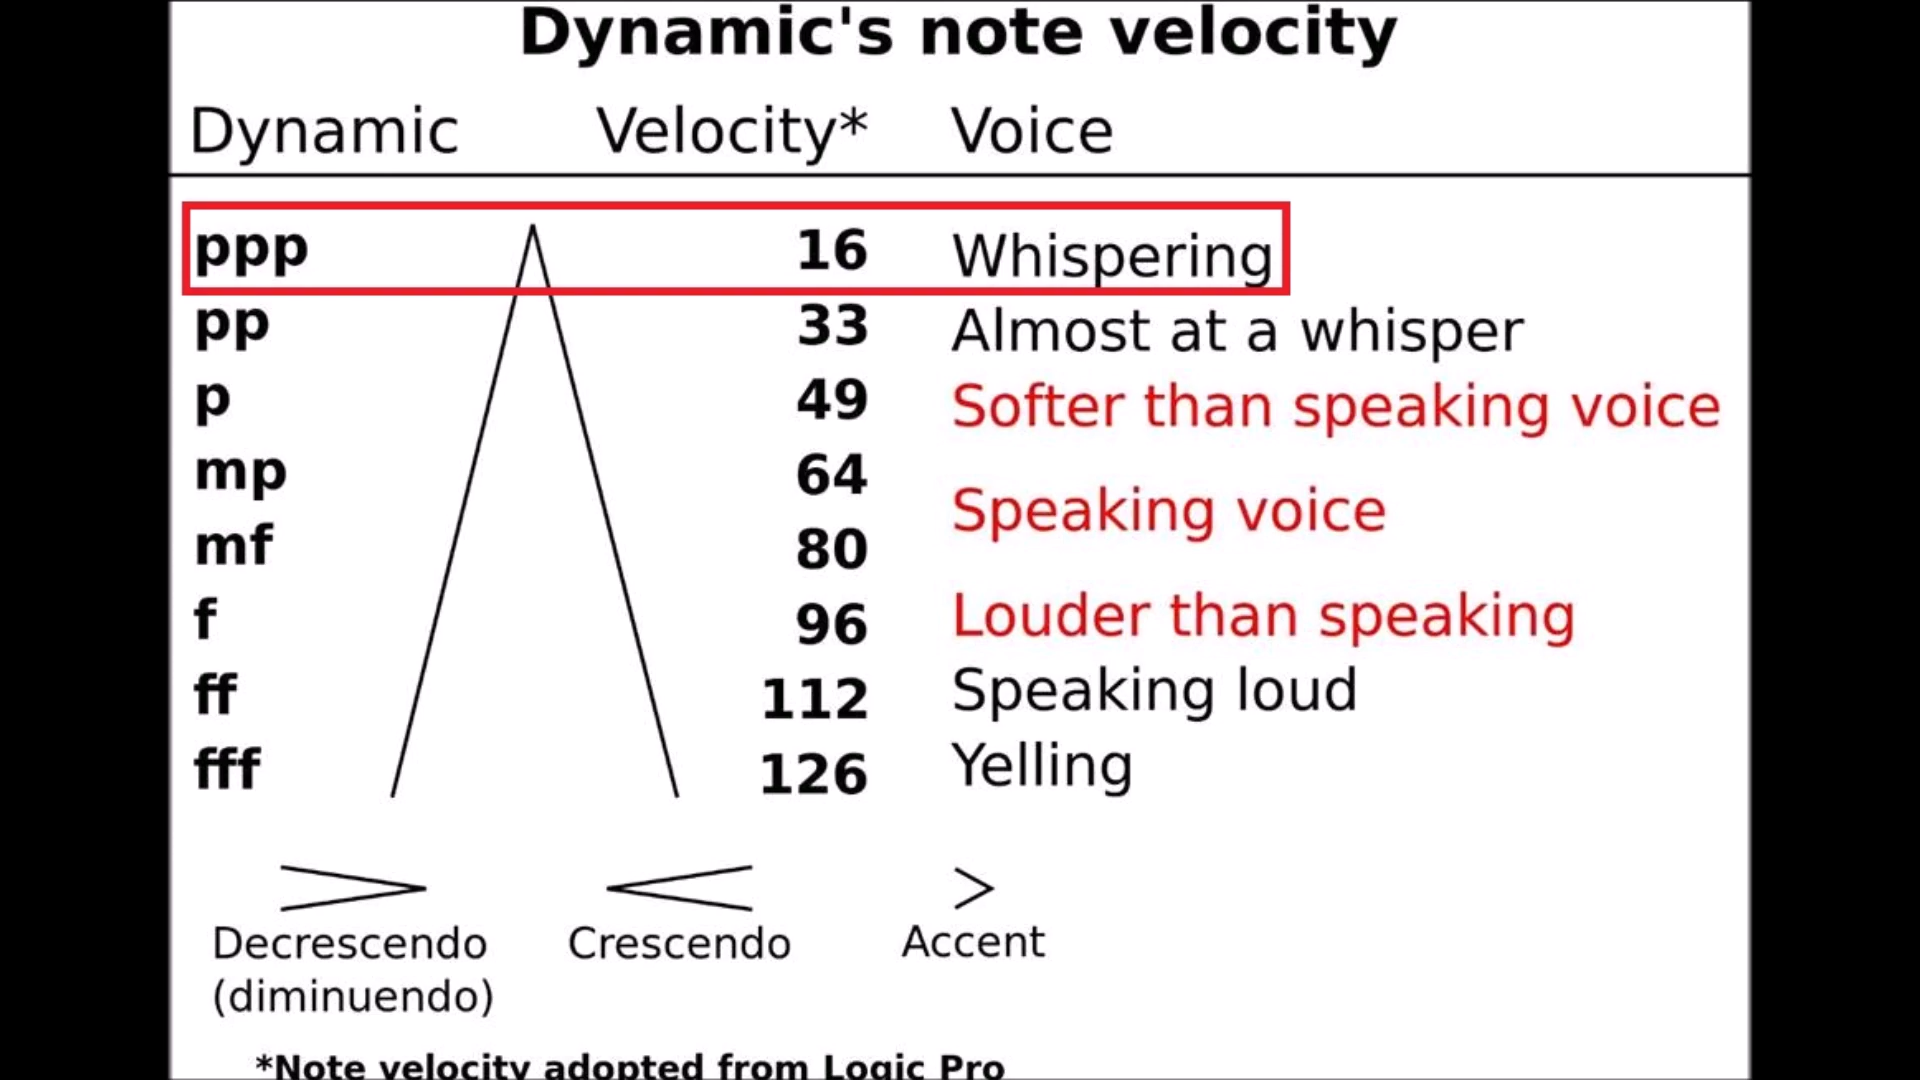 Dynamic's note velocity
Dynamic Velocity* Voice
ppp 16 Whispering
pp 33 Almost at a whisper
p 49 Softer than speaking voice
mp 64
Speaking voice
mf 80
f 96 Louder than speaking
ff 112 Speaking loud
fff 126 Yelling
Decrescendo Crescendo Accent
(diminuendo)
*Note velocity adopted from Logic Pro